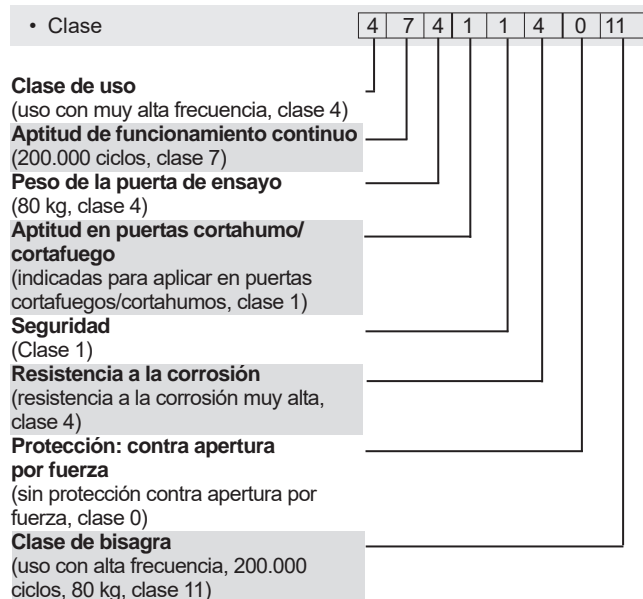 • Clase 4 7 4 1 1 4 0 11
Clase de uso
(uso con muy alta frecuencia, clase 4)
Aptitud de funcionamiento continuo
(200.000 ciclos, clase 7)
Peso de la puerta de ensayo
(80 kg, clase 4)
Aptitud en puertas cortahumo/
cortafuego
(indicadas para aplicar en puertas
cortafuegos/cortahumos, clase 1)
Seguridad
(Clase 1)
Resistencia a la corrosión
(resistencia a la corrosión muy alta,
clase 4)
Protección: contra apertura
por fuerza
(sin protección contra apertura por
fuerza, clase 0)
Clase de bisagra
(uso con alta frecuencia, 200.000
ciclos, 80 kg, clase 11)